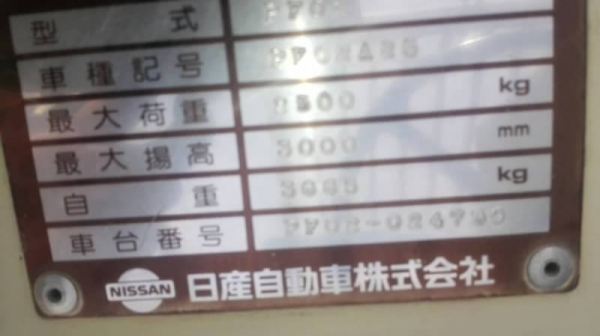 型式
車種記号 PF02A25
最大荷重 kg
最大揚高 3000 mm
自重 kg
車台番号
NISSAN 日産自動車株式会社